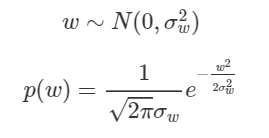 w ∼ N(0, σ_w^2)
p(w) = \frac{1}{\sqrt{2π}σ_w} e^{-\frac{w^2}{2σ_w^2}}